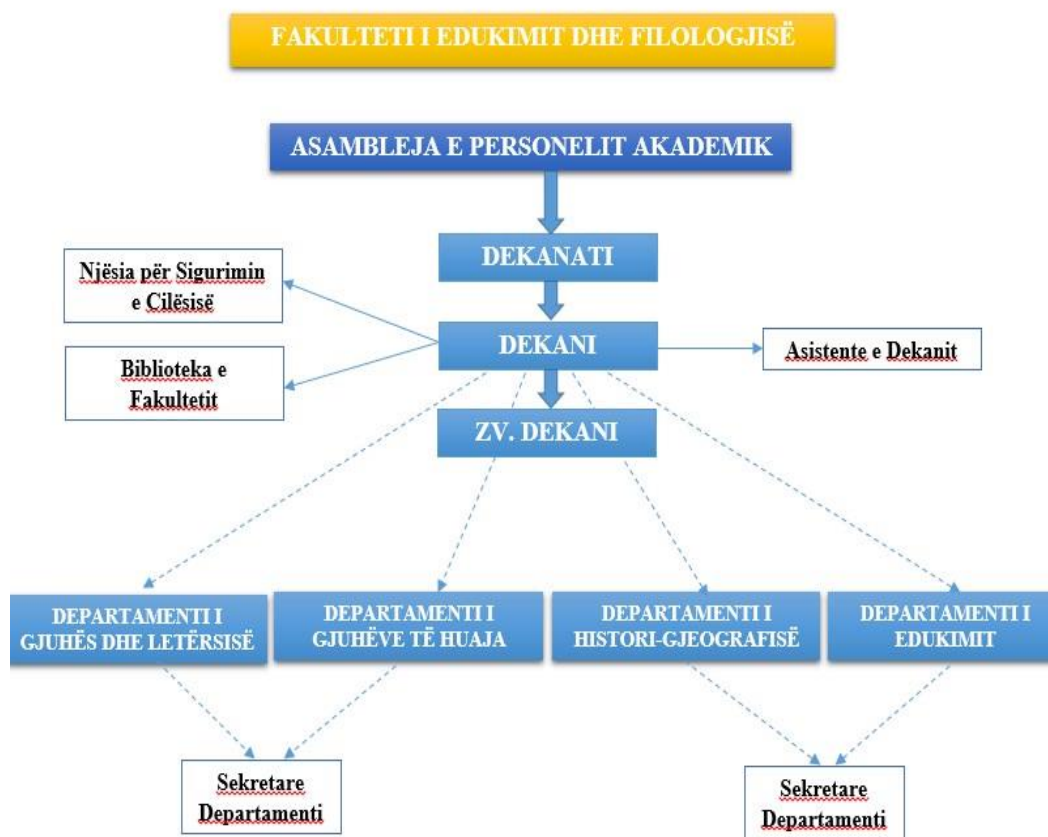 FAKULTETI I EDUKIMIT DHE FILOLOGJISË
ASAMBLEJA E PERSONELIT AKADEMIK
DEKANATI
Njësia për Sigurimin
e Cilësisë
DEKANI
Asistente e Dekanit
Biblioteka e
Fakultetit
ZV. DEKANI
DEPARTAMENTI I
GJUHËS DHE LETËRSISË
DEPARTAMENTI I
GJUHËVE TË HUAJA
DEPARTAMENTI I
HISTORI-GJEOGRAFISË
DEPARTAMENTI I
EDUKIMIT
Sekretare
Departamenti
Sekretare
Departamenti